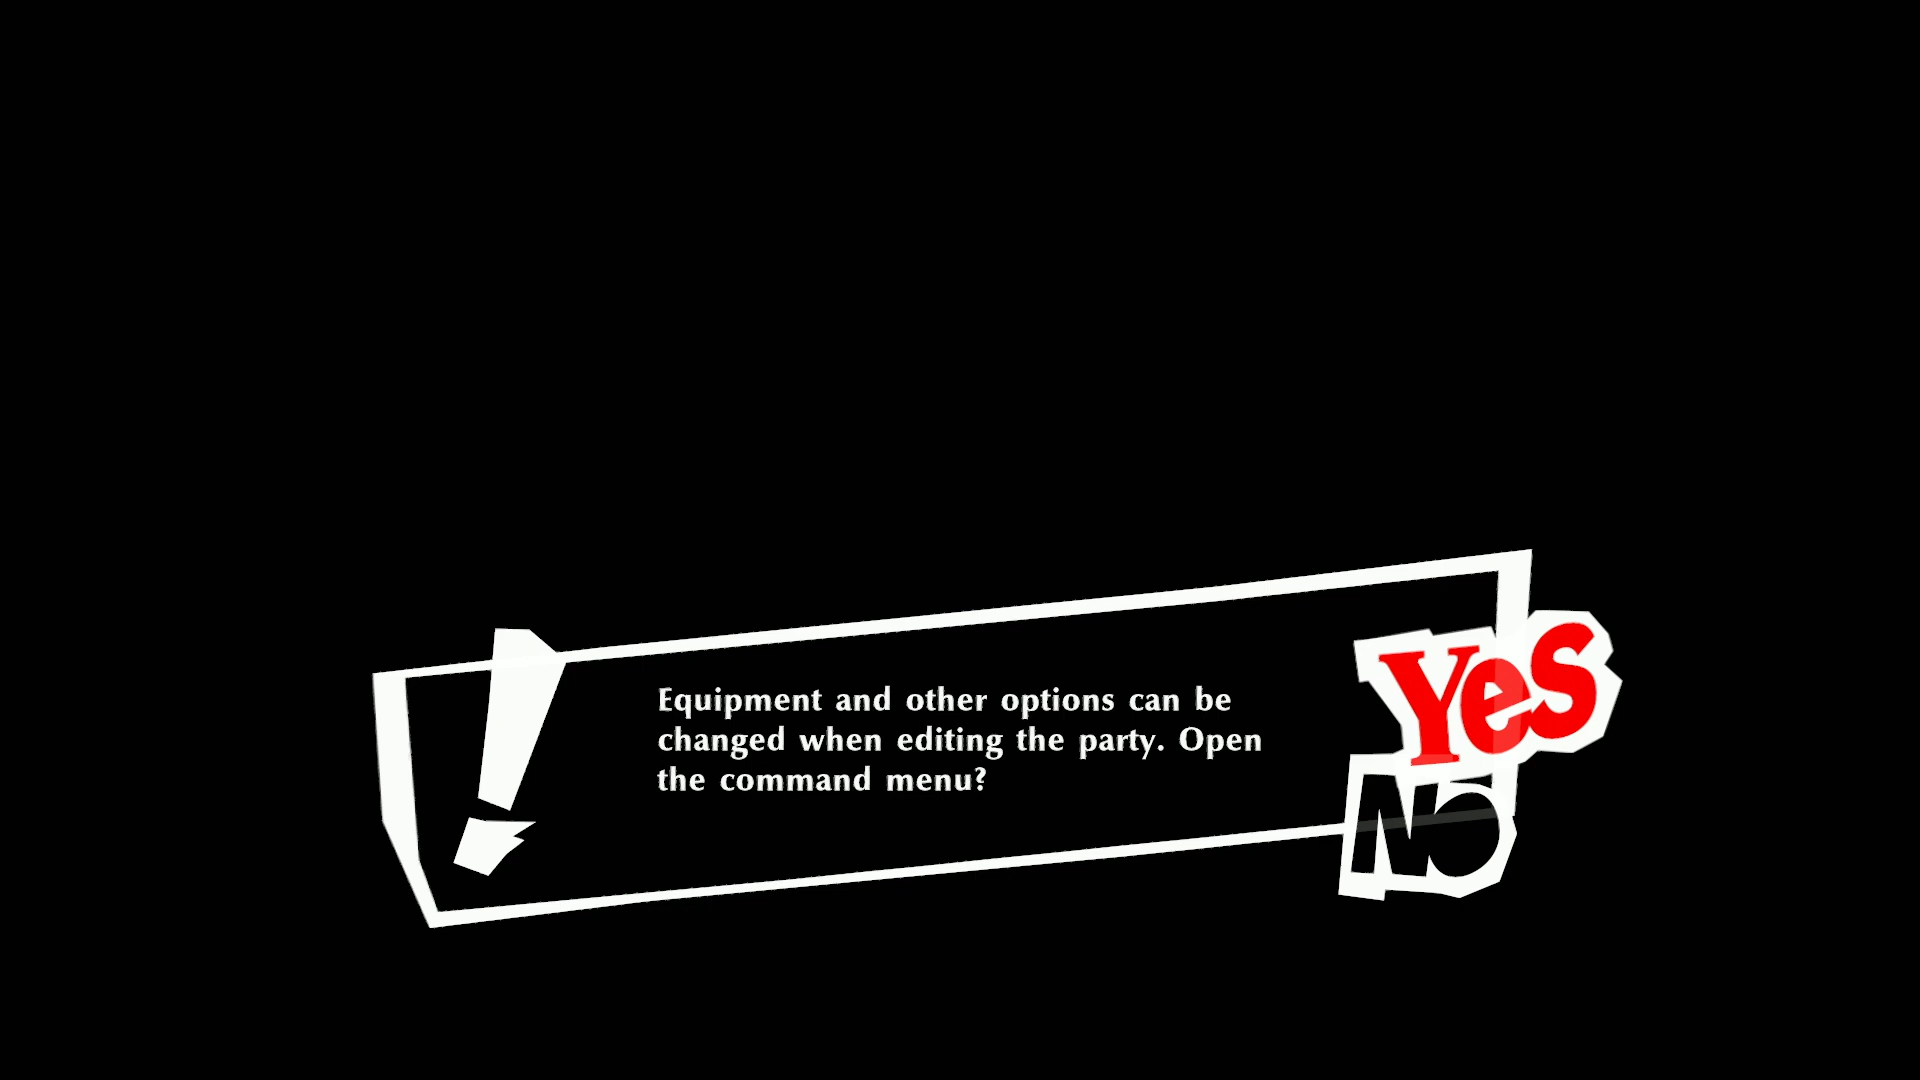 Equipment and other options can be
changed when editing the party. Open
the command menu?
Yes
NO